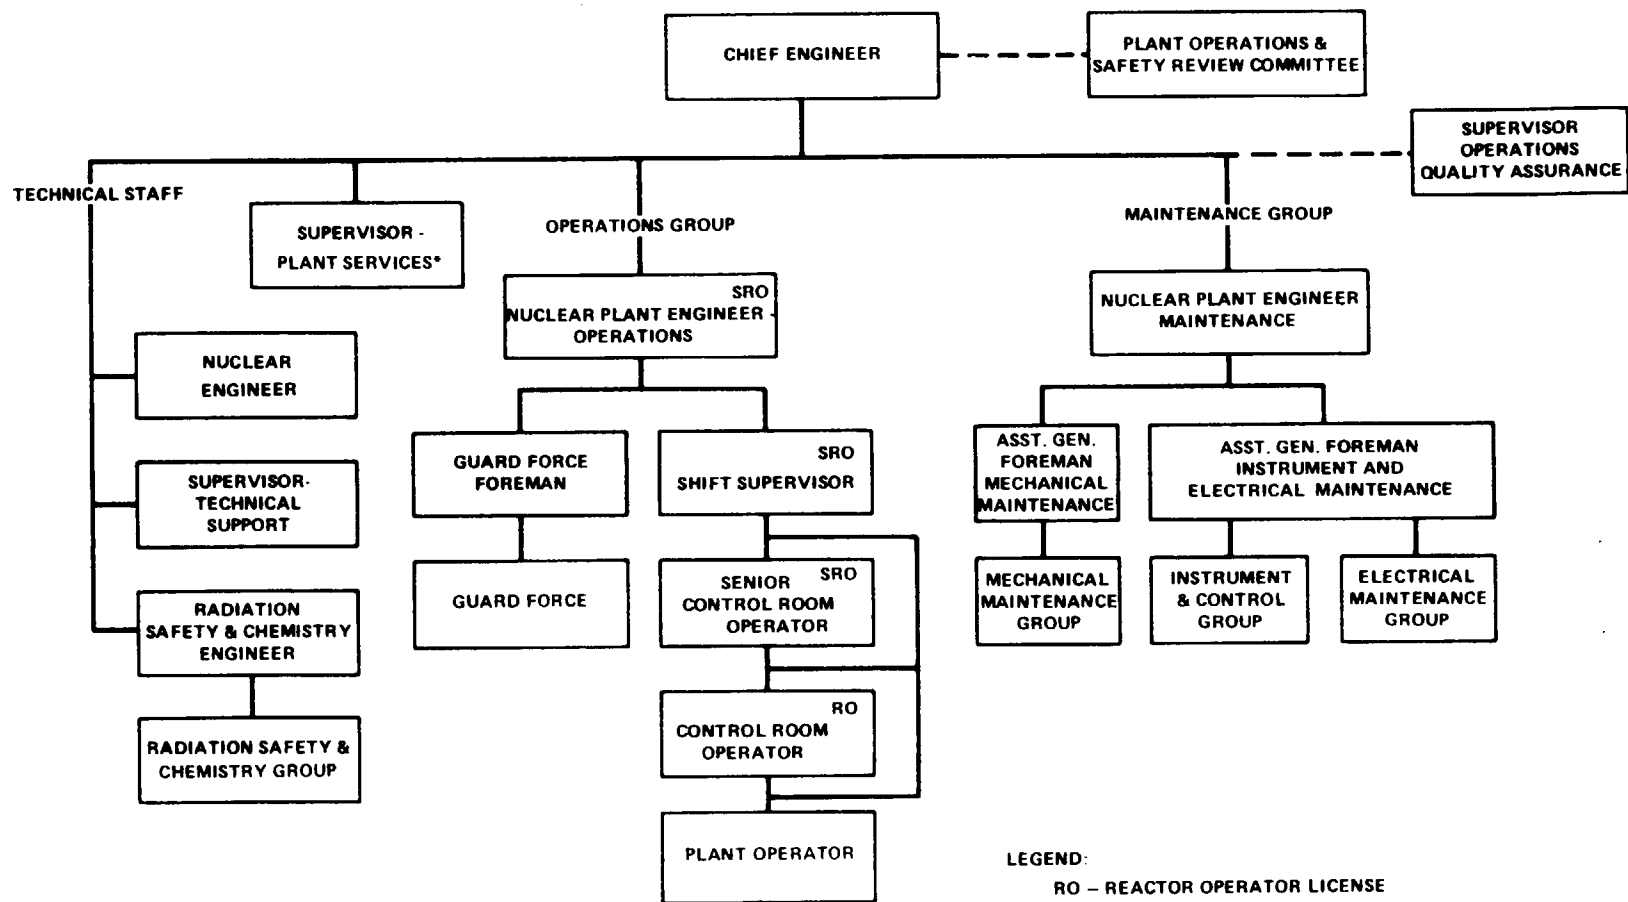 CHIEF ENGINEER
PLANT OPERATIONS &
SAFETY REVIEW COMMITTEE
SUPERVISOR
OPERATIONS
QUALITY ASSURANCE
TECHNICAL STAFF
SUPERVISOR -
PLANT SERVICES*
OPERATIONS GROUP
MAINTENANCE GROUP
SRO
NUCLEAR PLANT ENGINEER -
OPERATIONS
NUCLEAR PLANT ENGINEER
MAINTENANCE
NUCLEAR
ENGINEER
SUPERVISOR-
TECHNICAL
SUPPORT
RADIATION
SAFETY & CHEMISTRY
ENGINEER
RADIATION SAFETY &
CHEMISTRY GROUP
GUARD FORCE
FOREMAN
GUARD FORCE
SRO
SHIFT SUPERVISOR
SENIOR SRO
CONTROL ROOM
OPERATOR
RO
CONTROL ROOM
OPERATOR
PLANT OPERATOR
ASST. GEN.
FOREMAN
MECHANICAL
MAINTENANCE
ASST. GEN. FOREMAN
INSTRUMENT AND
ELECTRICAL MAINTENANCE
MECHANICAL
MAINTENANCE
GROUP
INSTRUMENT
& CONTROL
GROUP
ELECTRICAL
MAINTENANCE
GROUP
LEGEND:
RO – REACTOR OPERATOR LICENSE